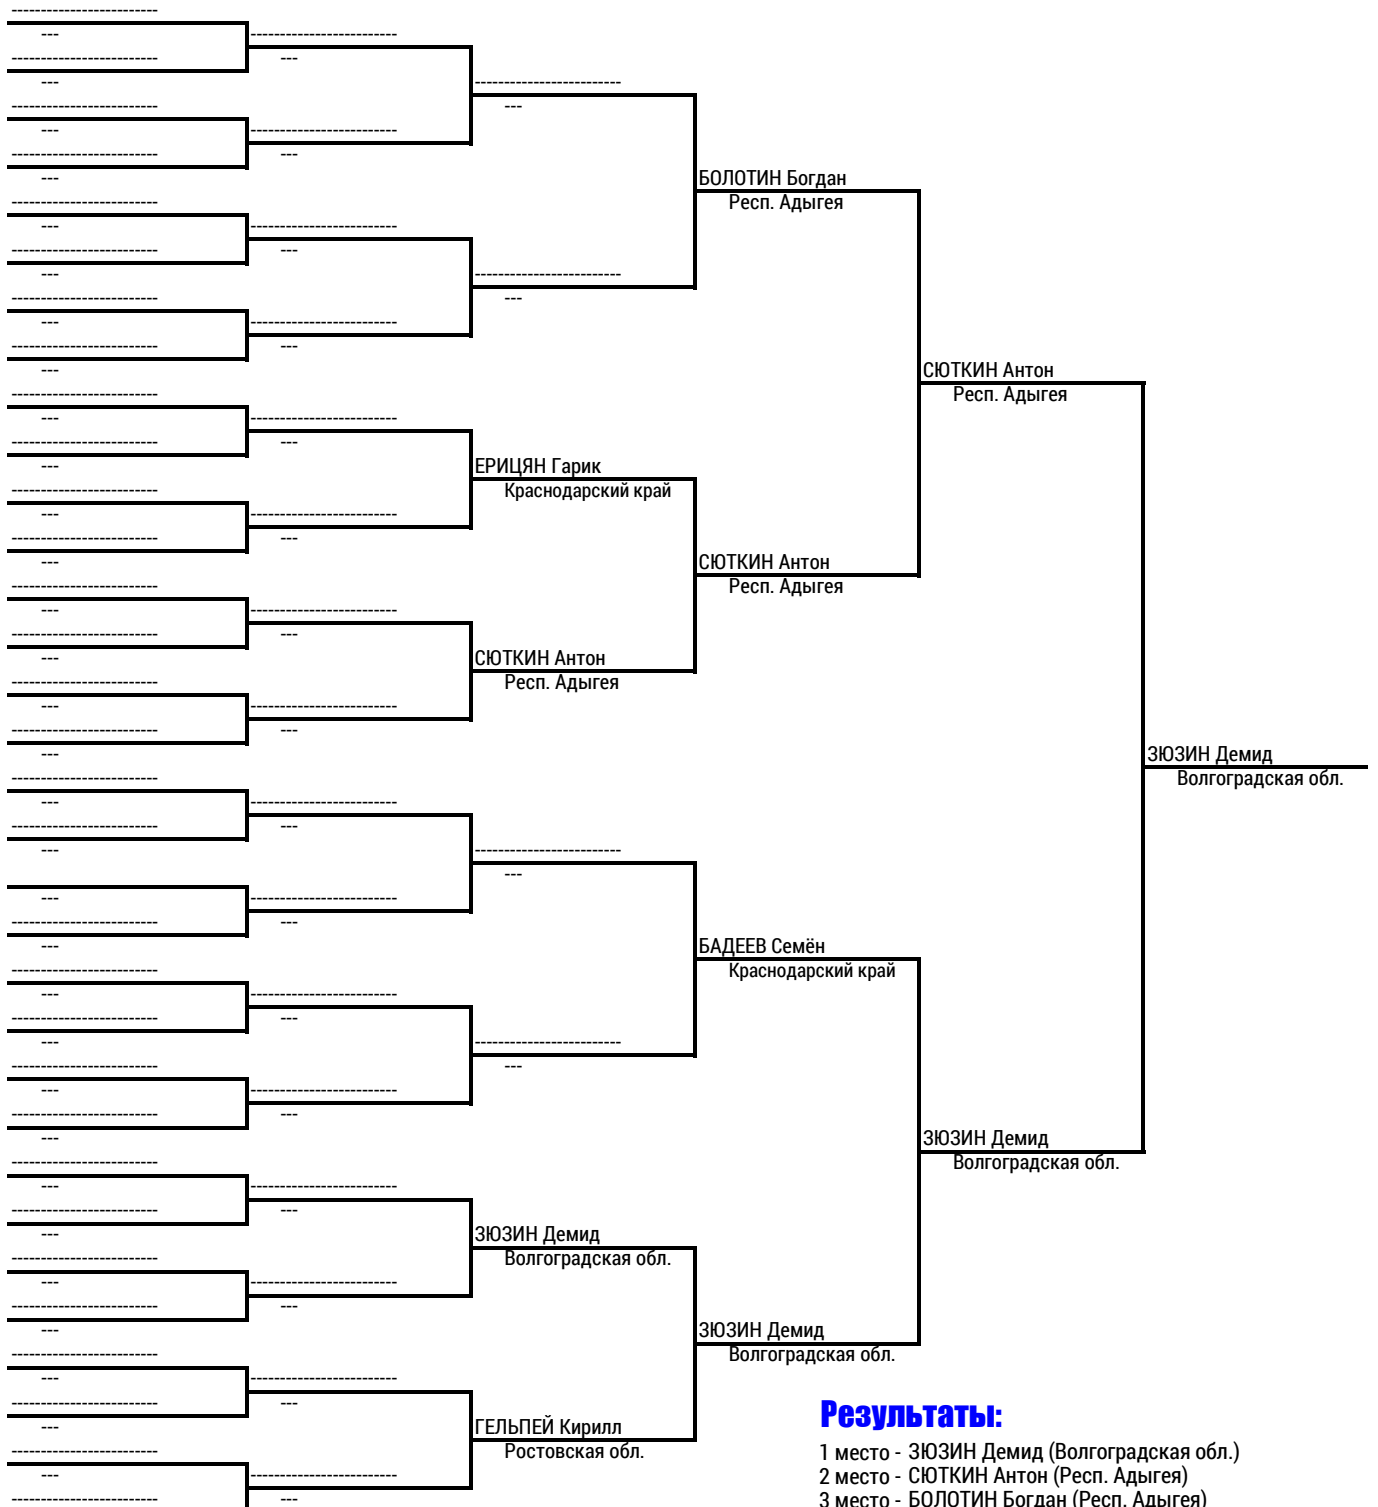 БОЛОТИН Богдан
Респ. Адыгея
СЮТКИН Антон
Респ. Адыгея
ЕРИЦЯН Гарик
Краснодарский край
СЮТКИН Антон
Респ. Адыгея
СЮТКИН Антон
Респ. Адыгея
ЗЮЗИН Демид
Волгоградская обл.
БАДЕЕВ Семён
Краснодарский край
ЗЮЗИН Демид
Волгоградская обл.
ЗЮЗИН Демид
Волгоградская обл.
ЗЮЗИН Демид
Волгоградская обл.
ГЕЛЬПЕЙ Кирилл
Ростовская обл.
Результаты:
1 место - ЗЮЗИН Демид (Волгоградская обл.)
2 место - СЮТКИН Антон (Респ. Адыгея)
3 место - БОЛОТИН Богдан (Респ. Адыгея)